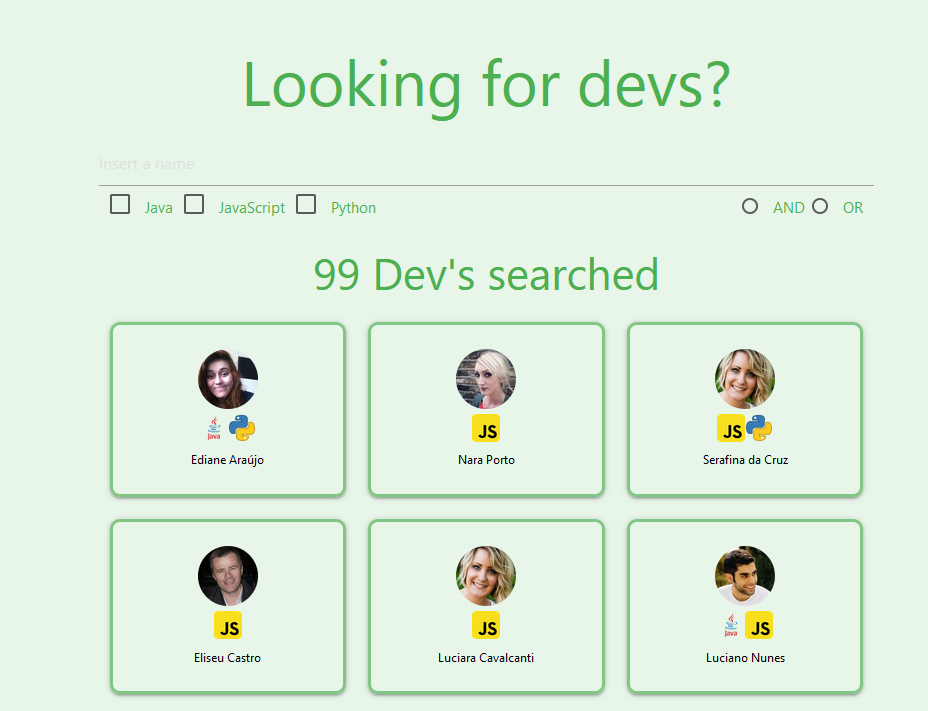 Looking for devs?
Insert a name
Java JavaScript Python AND OR
99 Dev's searched
Java JS JS
Ediane Araújo Nara Porto Serafina da Cruz
JS JS Java JS
Eliseu Castro Luciara Cavalcanti Luciano Nunes